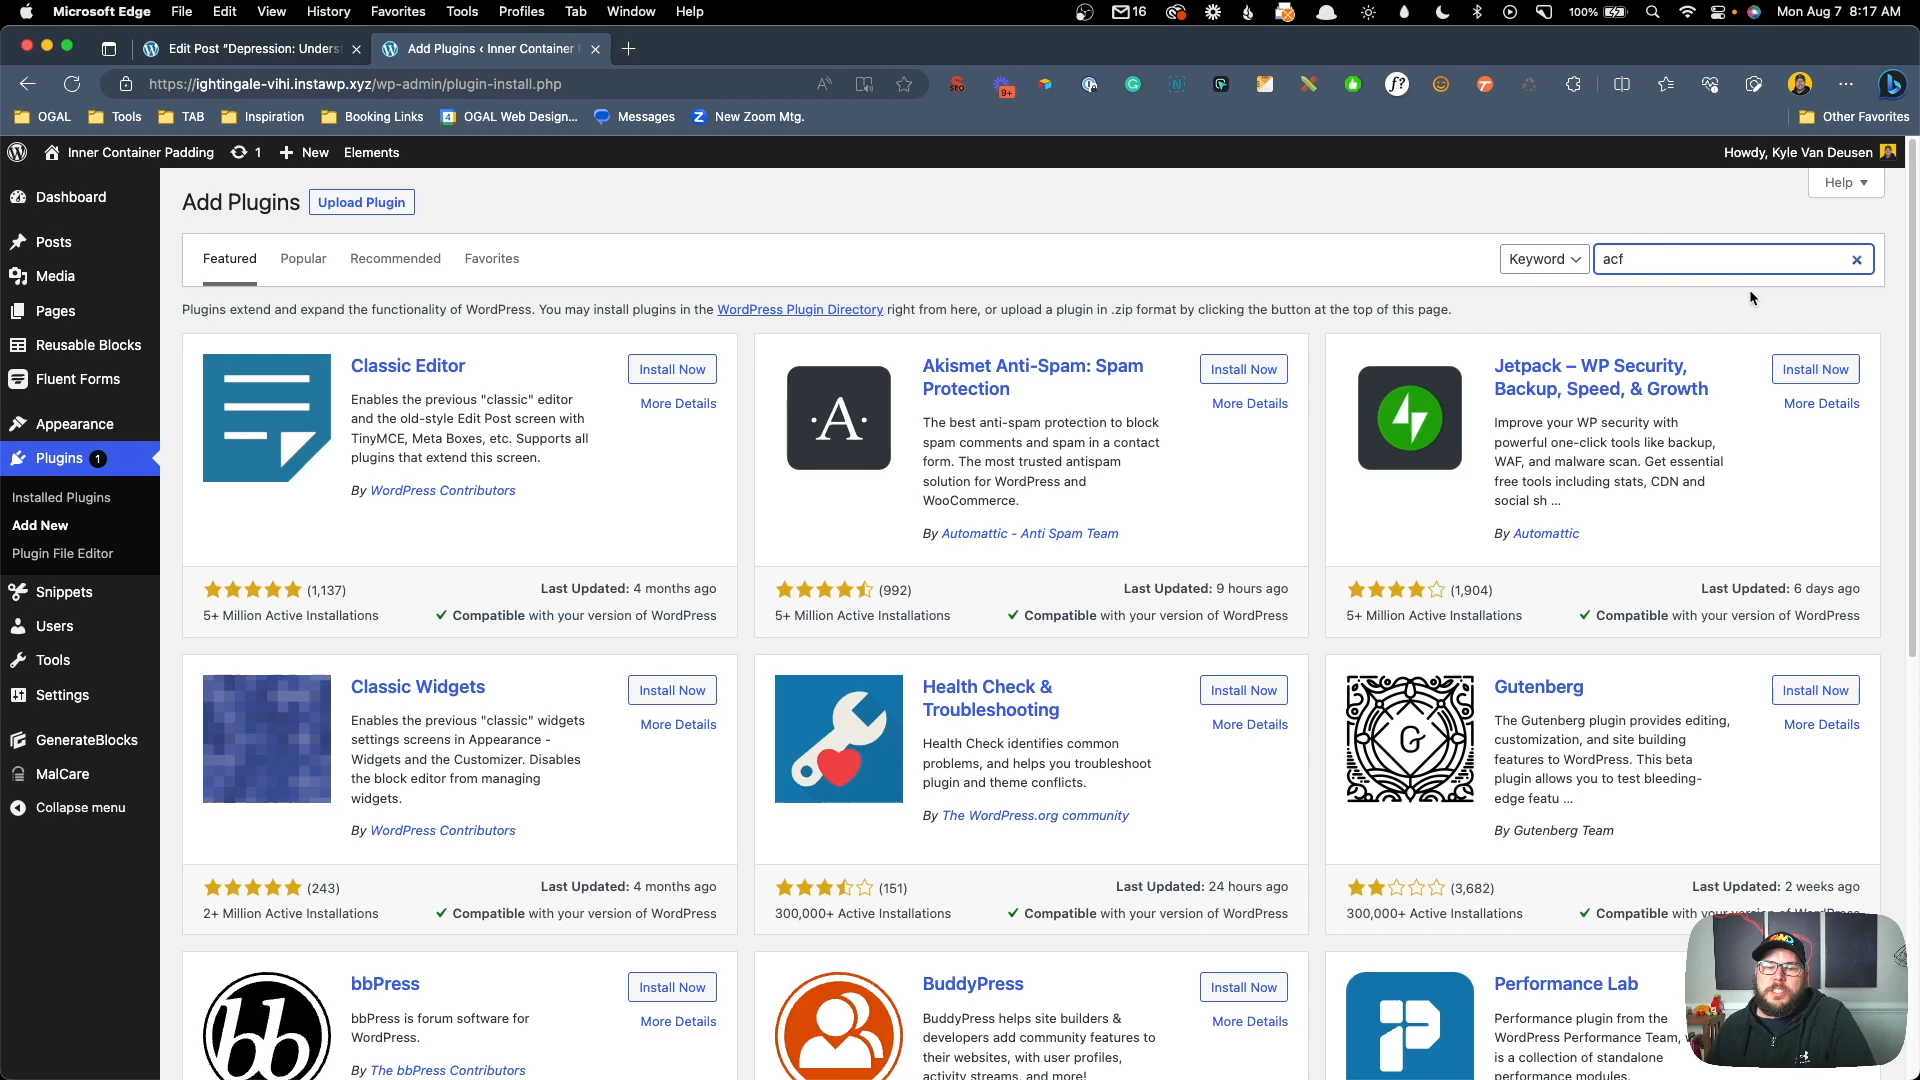 Microsoft Edge File Edit View History Favorites Tools Profiles Tab Window Help 16 100% Mon Aug 7 8:17 AM
Edit Post "Depression: Underst Add Plugins ‹ Inner Container
https://ightingale-vihi.instawp.xyz/wp-admin/plugin-install.php
OGAL Tools TAB Inspiration Booking Links OGAL Web Design... Messages New Zoom Mtg. Other Favorites
Inner Container Padding 1 New Elements Howdy, Kyle Van Deusen
Dashboard
Posts
Media
Pages
Reusable Blocks
Fluent Forms
Appearance
Plugins 1
Installed Plugins
Add New
Plugin File Editor
Snippets
Users
Tools
Settings
GenerateBlocks
MalCare
Collapse menu
Help
Add Plugins Upload Plugin
Featured Popular Recommended Favorites Keyword acf
Plugins extend and expand the functionality of WordPress. You may install plugins in the WordPress Plugin Directory right from here, or upload a plugin in .zip format by clicking the button at the top of this page.
Classic Editor
Install Now
More Details
Enables the previous "classic" editor
and the old-style Edit Post screen with
TinyMCE, Meta Boxes, etc. Supports all
plugins that extend this screen.
By WordPress Contributors
(1,137) Last Updated: 4 months ago
5+ Million Active Installations Compatible with your version of WordPress
Akismet Anti-Spam: Spam
Protection
Install Now
More Details
The best anti-spam protection to block
spam comments and spam in a contact
form. The most trusted antispam
solution for WordPress and
WooCommerce.
By Automattic - Anti Spam Team
(992) Last Updated: 9 hours ago
5+ Million Active Installations Compatible with your version of WordPress
Jetpack – WP Security,
Backup, Speed, & Growth
Install Now
More Details
Improve your WP security with
powerful one-click tools like backup,
WAF, and malware scan. Get essential
free tools including stats, CDN and
social sh ...
By Automattic
(1,904) Last Updated: 6 days ago
5+ Million Active Installations Compatible with your version of WordPress
Classic Widgets
Install Now
More Details
Enables the previous "classic" widgets
settings screens in Appearance -
Widgets and the Customizer. Disables
the block editor from managing
widgets.
By WordPress Contributors
(243) Last Updated: 4 months ago
2+ Million Active Installations Compatible with your version of WordPress
Health Check &
Troubleshooting
Install Now
More Details
Health Check identifies common
problems, and helps you troubleshoot
plugin and theme conflicts.
By The WordPress.org community
(151) Last Updated: 24 hours ago
300,000+ Active Installations Compatible with your version of WordPress
Gutenberg
Install Now
More Details
The Gutenberg plugin provides editing,
customization, and site building
features to WordPress. This beta
plugin allows you to test bleeding-
edge featu ...
By Gutenberg Team
(3,682) Last Updated: 2 weeks ago
300,000+ Active Installations Compatible with your version of WordPress
bbPress
Install Now
More Details
bbPress is forum software for
WordPress.
By The bbPress Contributors
BuddyPress
Install Now
More Details
BuddyPress helps site builders &
developers add community features to
their websites, with user profiles,
activity streams, and more!
Performance Lab
Performance plugin from the
WordPress Performance Team, w
is a collection of standalone
performance modules.